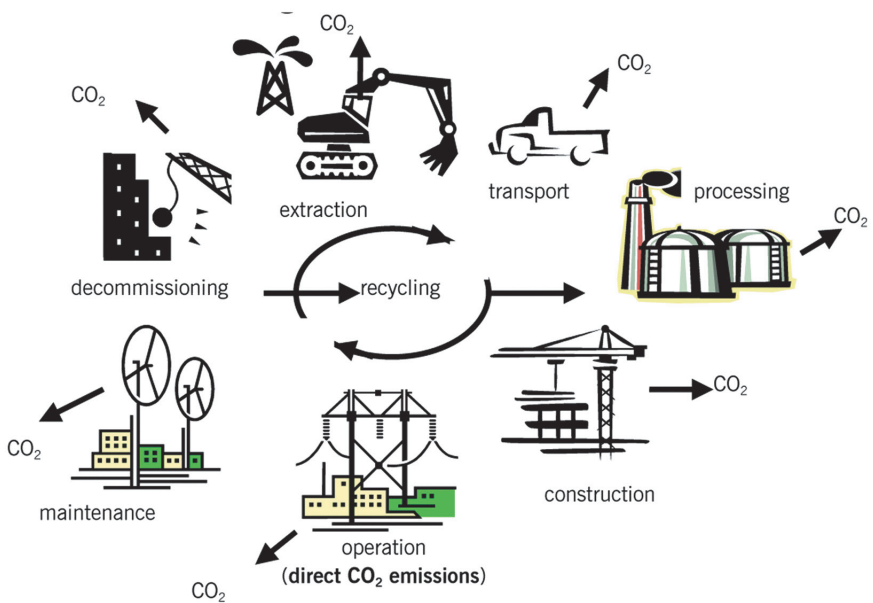 CO₂
CO₂
CO₂
extraction
transport
processing
CO₂
decommissioning
recycling
CO₂
CO₂
maintenance
construction
operation
(direct CO₂ emissions)
CO₂